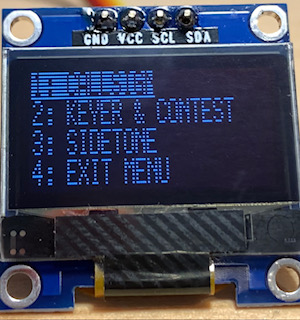 GND VCC SCL SDA
2: KEYER & CONTEST
3: SIDETONE
4: EXIT MENU